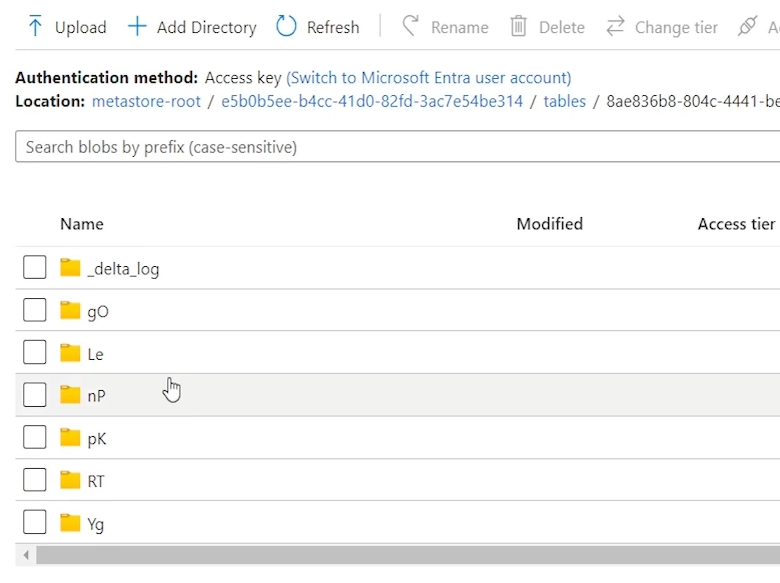 Upload Add Directory Refresh Rename Delete Change tier
Authentication method: Access key (Switch to Microsoft Entra user account)
Location: metastore-root / e5b0b5ee-b4cc-41d0-82fd-3ac7e54be314 / tables / 8ae836b8-804c-4441-be
Search blobs by prefix (case-sensitive)
Name Modified Access tier
_delta_log
gO
Le
nP
pK
RT
Yg